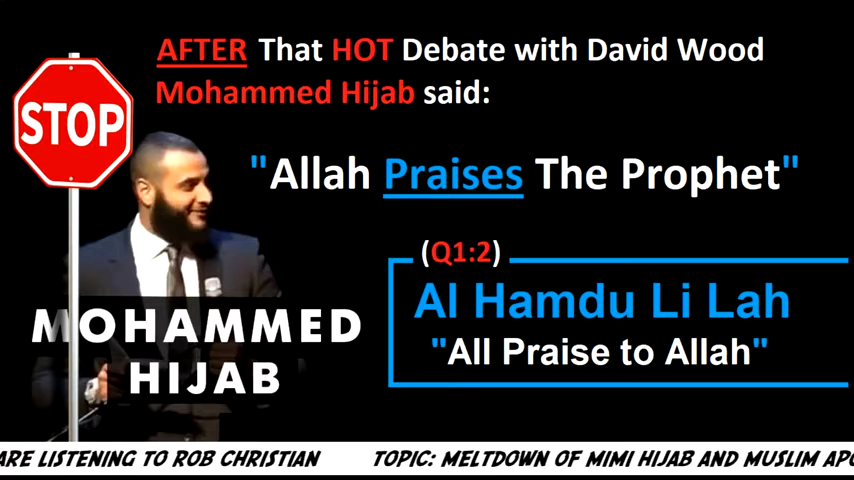 AFTER That HOT Debate with David Wood
Mohammed Hijab said:
STOP
"Allah Praises The Prophet"
(Q1:2)
Al Hamdu Li Lah
"All Praise to Allah"
MOHAMMED
HIJAB
ARE LISTENING TO ROB CHRISTIAN TOPIC: MELTDOWN OF MIMI HIJAB AND MUSLIM APO